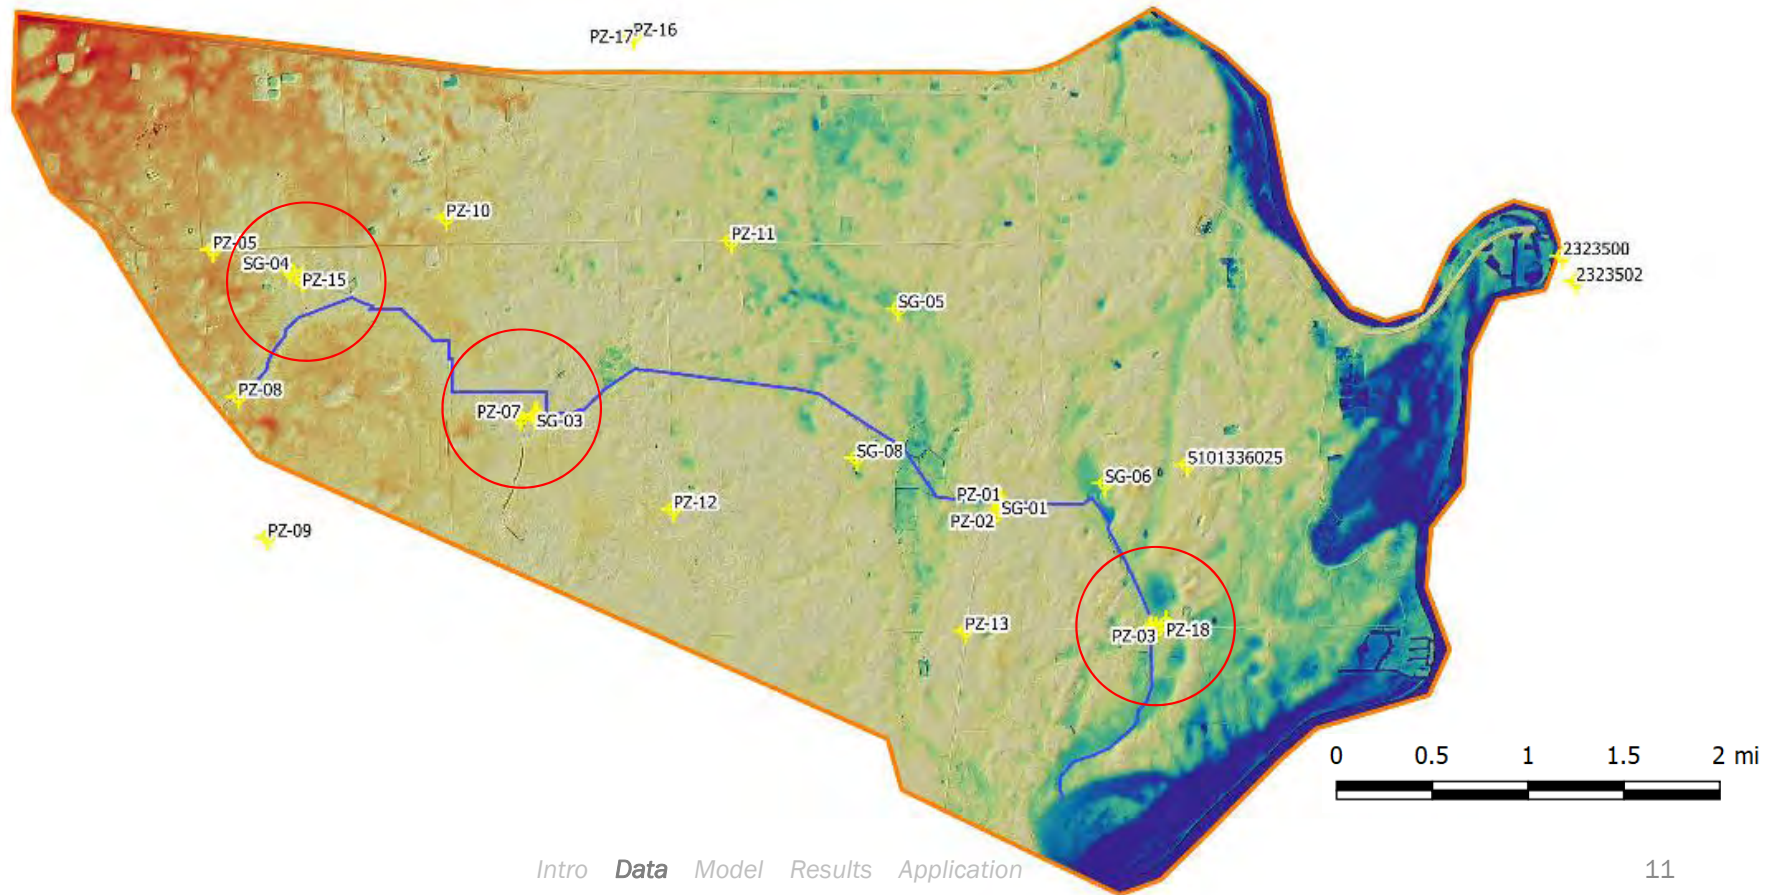 PZ-17
PZ-16
PZ-10
PZ-05
PZ-11
SG-04
PZ-15
2323500
2323502
SG-05
PZ-08
PZ-07
SG-03
SG-08
5101336025
SG-06
PZ-12
PZ-01
SG-01
PZ-02
PZ-09
PZ-13
PZ-03
PZ-18
0 0.5 1 1.5 2 mi
Intro Data Model Results Application
11